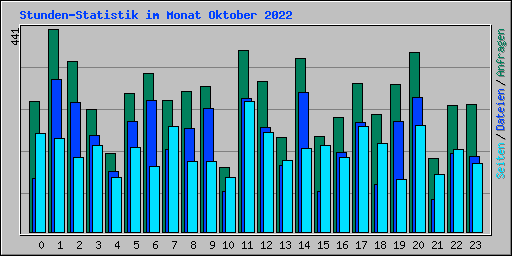 Stunden-Statistik im Monat Oktober 2022
441
Seiten / Dateien / Anfragen
0 1 2 3 4 5 6 7 8 9 10 11 12 13 14 15 16 17 18 19 20 21 22 23